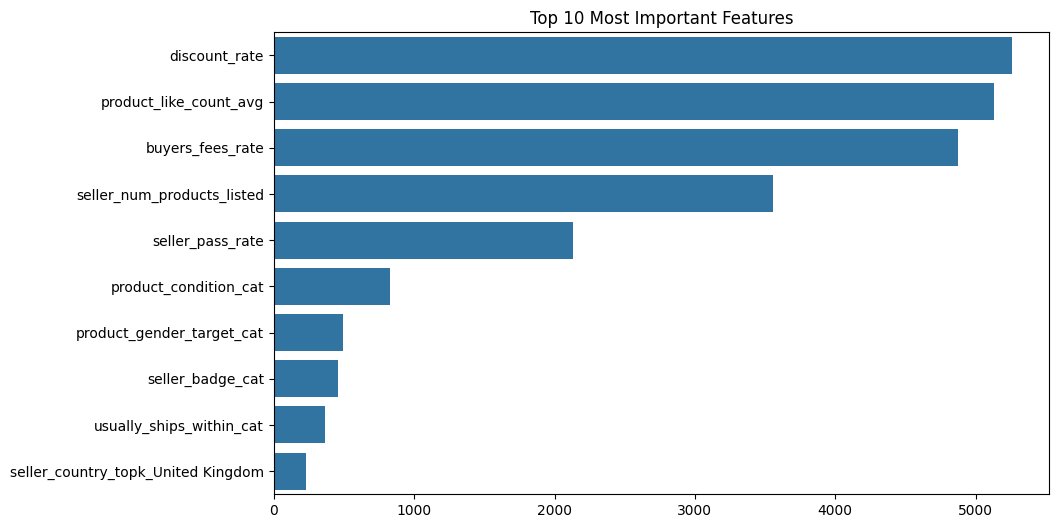 Top 10 Most Important Features
discount_rate
product_like_count_avg
buyers_fees_rate
seller_num_products_listed
seller_pass_rate
product_condition_cat
product_gender_target_cat
seller_badge_cat
usually_ships_within_cat
seller_country_topk_United Kingdom
0 1000 2000 3000 4000 5000